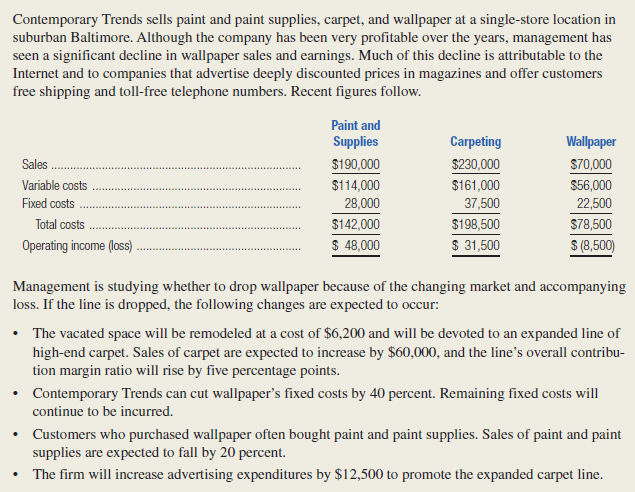 Contemporary Trends sells paint and paint supplies, carpet, and wallpaper at a single-store location in
suburban Baltimore. Although the company has been very profitable over the years, management has
seen a significant decline in wallpaper sales and earnings. Much of this decline is attributable to the
Internet and to companies that advertise deeply discounted prices in magazines and offer customers
free shipping and toll-free telephone numbers. Recent figures follow.
Paint and
Supplies Carpeting Wallpaper
Sales $190,000 $230,000 $70,000
Variable costs $114,000 $161,000 $56,000
Fixed costs 28,000 37,500 22,500
Total costs $142,000 $198,500 $78,500
Operating income (loss) $ 48,000 $ 31,500 $ (8,500)
Management is studying whether to drop wallpaper because of the changing market and accompanying
loss. If the line is dropped, the following changes are expected to occur:
• The vacated space will be remodeled at a cost of $6,200 and will be devoted to an expanded line of
high-end carpet. Sales of carpet are expected to increase by $60,000, and the line's overall contribu-
tion margin ratio will rise by five percentage points.
• Contemporary Trends can cut wallpaper's fixed costs by 40 percent. Remaining fixed costs will
continue to be incurred.
• Customers who purchased wallpaper often bought paint and paint supplies. Sales of paint and paint
supplies are expected to fall by 20 percent.
• The firm will increase advertising expenditures by $12,500 to promote the expanded carpet line.